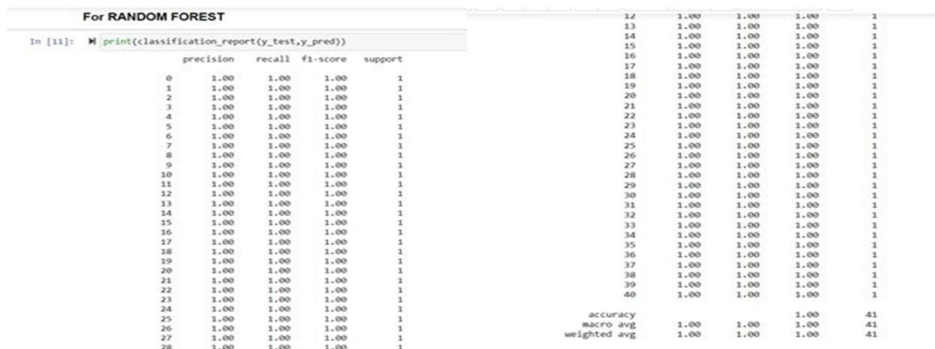 For RANDOM FOREST
In [11]: print(classification_report(y_test,y_pred))
precision recall f1-score support
0 1.00 1.00 1.00 1
1 1.00 1.00 1.00 1
2 1.00 1.00 1.00 1
3 1.00 1.00 1.00 1
4 1.00 1.00 1.00 1
5 1.00 1.00 1.00 1
6 1.00 1.00 1.00 1
7 1.00 1.00 1.00 1
8 1.00 1.00 1.00 1
9 1.00 1.00 1.00 1
10 1.00 1.00 1.00 1
11 1.00 1.00 1.00 1
12 1.00 1.00 1.00 1
13 1.00 1.00 1.00 1
14 1.00 1.00 1.00 1
15 1.00 1.00 1.00 1
16 1.00 1.00 1.00 1
17 1.00 1.00 1.00 1
18 1.00 1.00 1.00 1
19 1.00 1.00 1.00 1
20 1.00 1.00 1.00 1
21 1.00 1.00 1.00 1
22 1.00 1.00 1.00 1
23 1.00 1.00 1.00 1
24 1.00 1.00 1.00 1
25 1.00 1.00 1.00 1
26 1.00 1.00 1.00 1
27 1.00 1.00 1.00 1
28 1.00 1.00 1.00 1
12 1.00 1.00 1.00 1
13 1.00 1.00 1.00 1
14 1.00 1.00 1.00 1
15 1.00 1.00 1.00 1
16 1.00 1.00 1.00 1
17 1.00 1.00 1.00 1
18 1.00 1.00 1.00 1
19 1.00 1.00 1.00 1
20 1.00 1.00 1.00 1
21 1.00 1.00 1.00 1
22 1.00 1.00 1.00 1
23 1.00 1.00 1.00 1
24 1.00 1.00 1.00 1
25 1.00 1.00 1.00 1
26 1.00 1.00 1.00 1
27 1.00 1.00 1.00 1
28 1.00 1.00 1.00 1
29 1.00 1.00 1.00 1
30 1.00 1.00 1.00 1
31 1.00 1.00 1.00 1
32 1.00 1.00 1.00 1
33 1.00 1.00 1.00 1
34 1.00 1.00 1.00 1
35 1.00 1.00 1.00 1
36 1.00 1.00 1.00 1
37 1.00 1.00 1.00 1
38 1.00 1.00 1.00 1
39 1.00 1.00 1.00 1
40 1.00 1.00 1.00 1
accuracy 1.00 41
macro avg 1.00 1.00 1.00 41
weighted avg 1.00 1.00 1.00 41